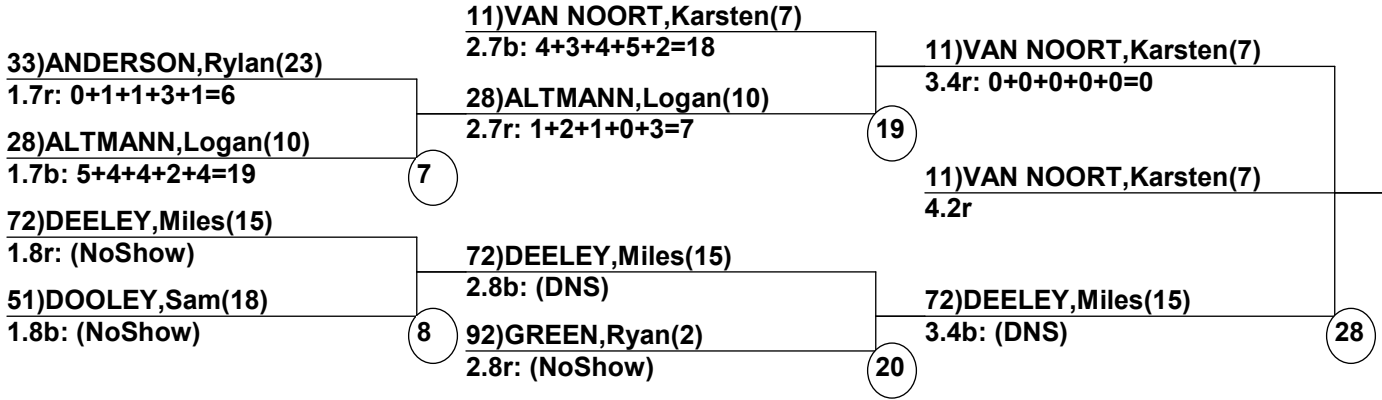 33)ANDERSON,Rylan(23)
1.7r: 0+1+1+3+1=6
28)ALTMANN,Logan(10)
1.7b: 5+4+4+2+4=19
7
72)DEELEY,Miles(15)
1.8r: (NoShow)
51)DOOLEY,Sam(18)
1.8b: (NoShow)
8
11)VAN NOORT,Karsten(7)
2.7b: 4+3+4+5+2=18
28)ALTMANN,Logan(10)
2.7r: 1+2+1+0+3=7
19
72)DEELEY,Miles(15)
2.8b: (DNS)
92)GREEN,Ryan(2)
2.8r: (NoShow)
20
11)VAN NOORT,Karsten(7)
3.4r: 0+0+0+0+0=0
11)VAN NOORT,Karsten(7)
4.2r
72)DEELEY,Miles(15)
3.4b: (DNS)
28